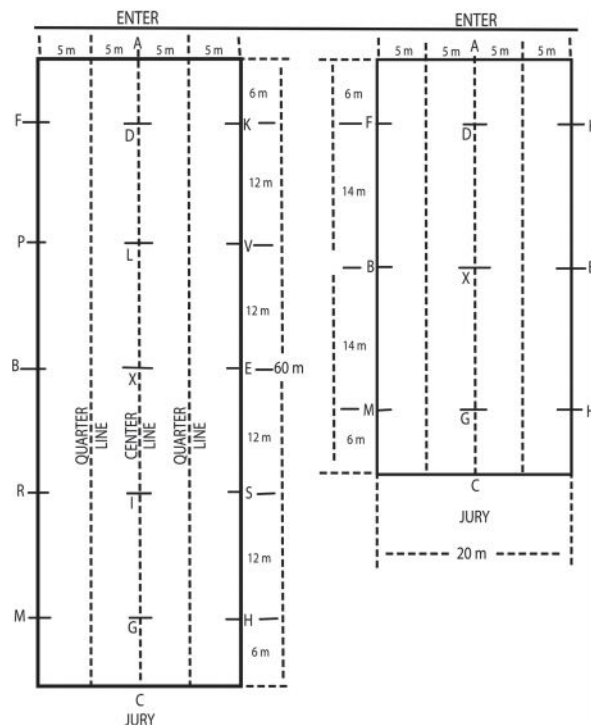 ENTER
5 m 5 m A 5 m 5 m
6 m
F D K
12 m
P L V
12 m
B X E 60 m
QUARTER LINE
CENTER LINE
QUARTER LINE
12 m
R I S
12 m
M G H
6 m
C
JURY
ENTER
5 m 5 m A 5 m 5 m
6 m
F D
14 m
B X
14 m
M G
6 m
C
JURY
20 m